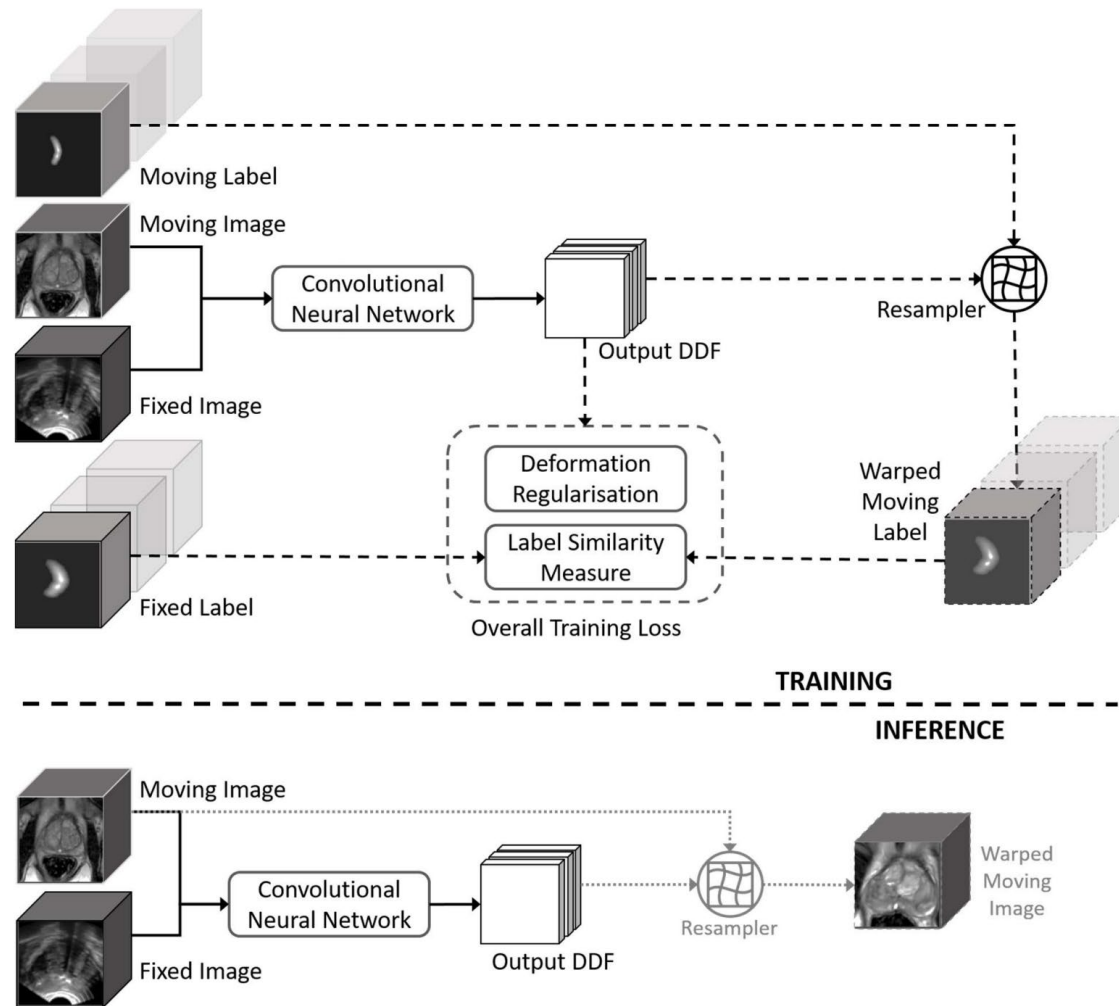 Moving Label
Moving Image
Convolutional
Neural Network
Resampler
Output DDF
Fixed Image
Deformation
Regularisation
Warped
Moving
Label
Label Similarity
Measure
Fixed Label
Overall Training Loss
TRAINING
INFERENCE
Moving Image
Convolutional
Neural Network
Warped
Moving
Image
Resampler
Output DDF
Fixed Image